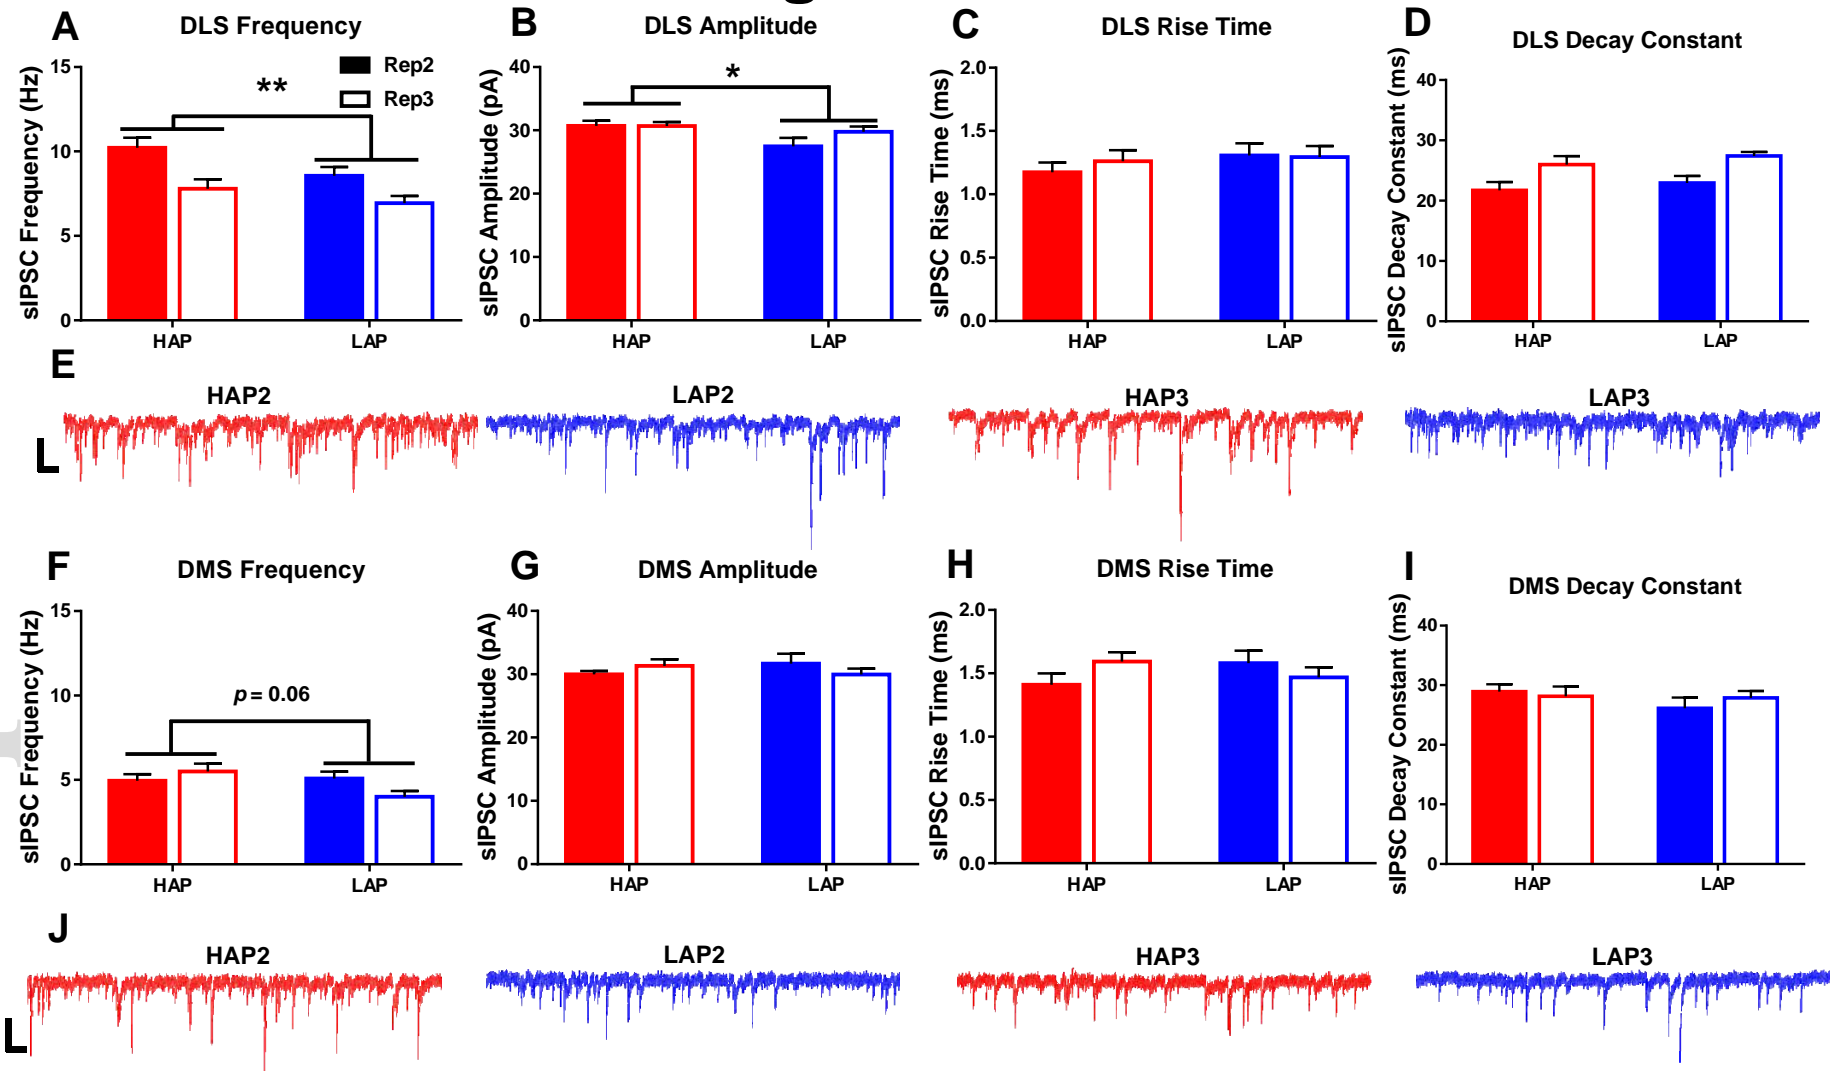 A
DLS Frequency
sIPSC Frequency (Hz)
15
10
5
0
**
Rep2
Rep3
HAP
LAP
B
DLS Amplitude
sIPSC Amplitude (pA)
40
30
20
10
0
*
HAP
LAP
C
DLS Rise Time
sIPSC Rise Time (ms)
2.0
1.5
1.0
0.5
0.0
HAP
LAP
D
DLS Decay Constant
sIPSC Decay Constant (ms)
40
30
20
10
0
HAP
LAP
E
HAP2
LAP2
HAP3
LAP3
F
DMS Frequency
sIPSC Frequency (Hz)
15
10
5
0
p = 0.06
HAP
LAP
G
DMS Amplitude
sIPSC Amplitude (pA)
40
30
20
10
0
HAP
LAP
H
DMS Rise Time
sIPSC Rise Time (ms)
2.0
1.5
1.0
0.5
0.0
HAP
LAP
I
DMS Decay Constant
sIPSC Decay Constant (ms)
40
30
20
10
0
HAP
LAP
J
HAP2
LAP2
HAP3
LAP3